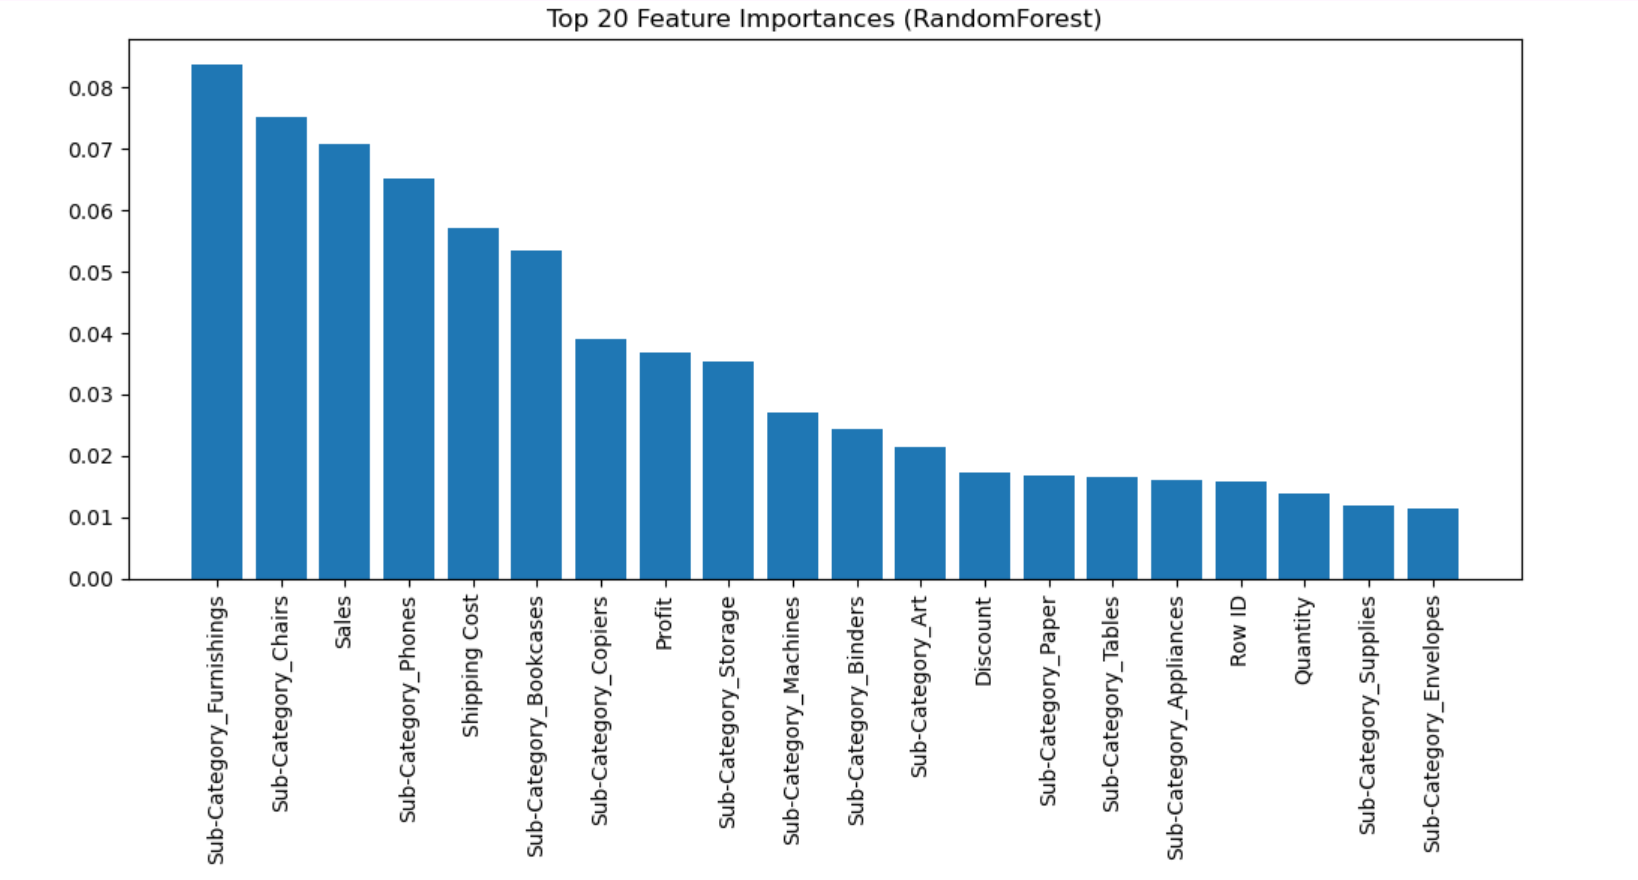 Top 20 Feature Importances (RandomForest)
0.08
0.07
0.06
0.05
0.04
0.03
0.02
0.01
0.00
Sub-Category_Furnishings
Sub-Category_Chairs
Sales
Sub-Category_Phones
Shipping Cost
Sub-Category_Bookcases
Sub-Category_Copiers
Profit
Sub-Category_Storage
Sub-Category_Machines
Sub-Category_Binders
Sub-Category_Art
Discount
Sub-Category_Paper
Sub-Category_Tables
Sub-Category_Appliances
Row ID
Quantity
Sub-Category_Supplies
Sub-Category_Envelopes